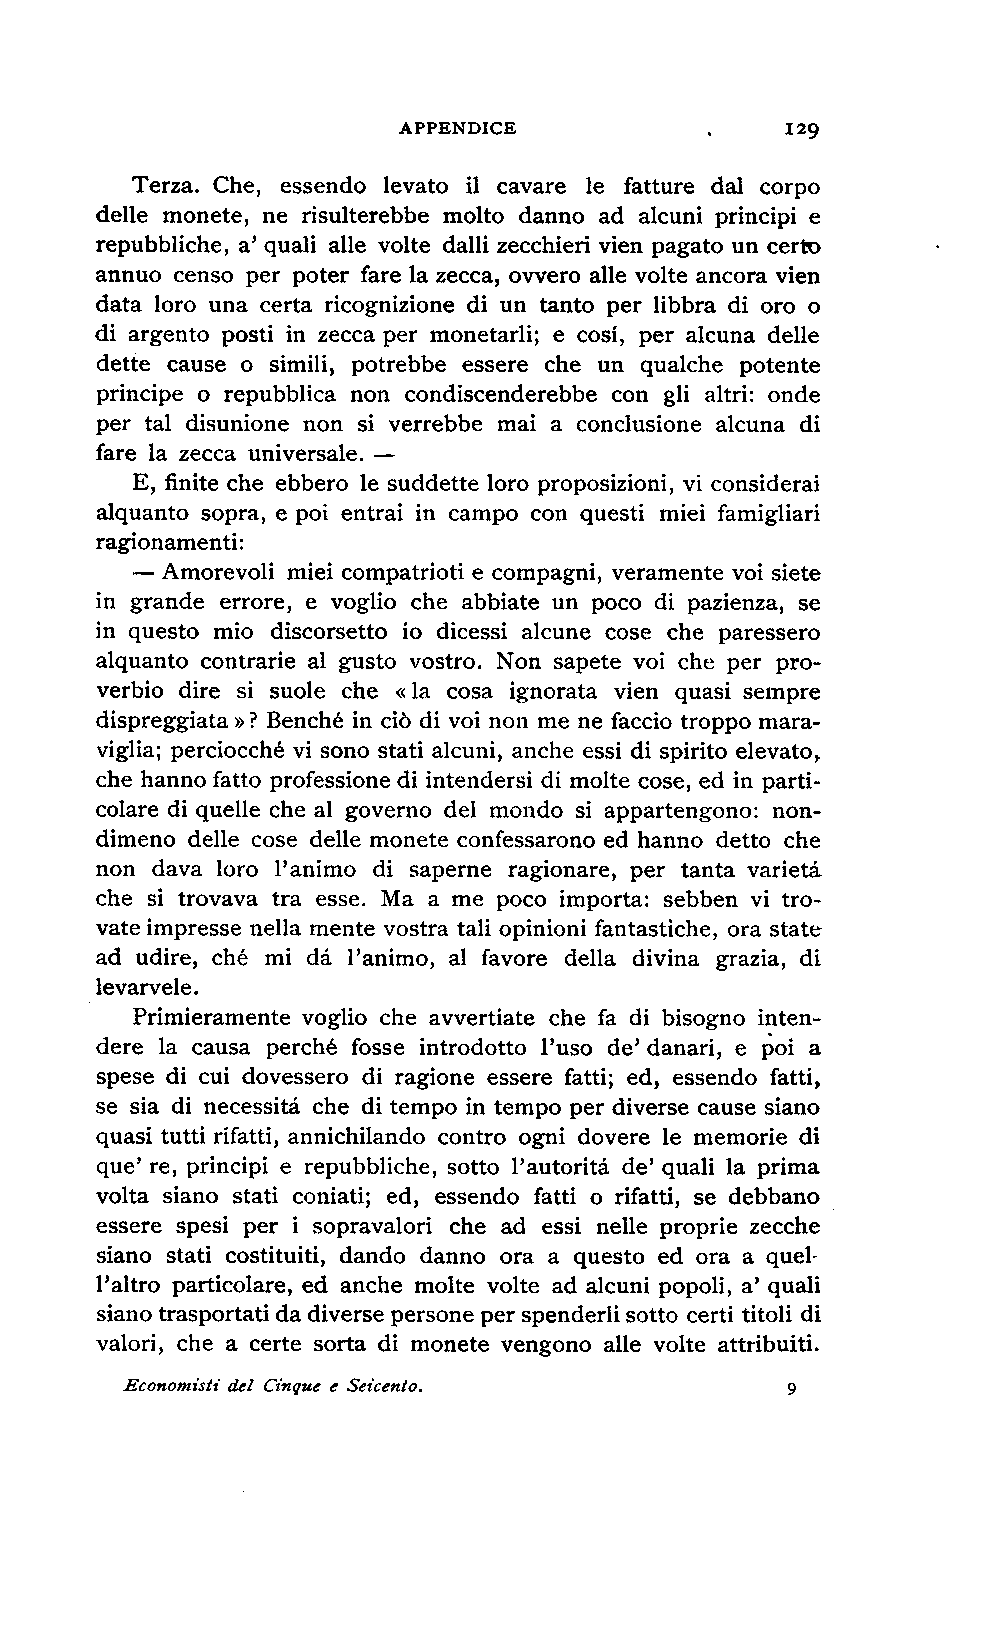 APPENDICE 129
Terza. Che, essendo levato il cavare le fatture dal corpo
delle monete, ne risulterebbe molto danno ad alcuni principi e
repubbliche, a' quali alle volte dalli zecchieri vien pagato un certo
annuo censo per poter fare la zecca, ovvero alle volte ancora vien
data loro una certa ricognizione di un tanto per libbra di oro o
di argento posti in zecca per monetarli; e cosí, per alcuna delle
dette cause o simili, potrebbe essere che un qualche potente
principe o repubblica non condiscenderebbe con gli altri: onde
per tal disunione non si verrebbe mai a conclusione alcuna di
fare la zecca universale. —
E, finite che ebbero le suddette loro proposizioni, vi considerai
alquanto sopra, e poi entrai in campo con questi miei famigliari
ragionamenti:
— Amorevoli miei compatrioti e compagni, veramente voi siete
in grande errore, e voglio che abbiate un poco di pazienza, se
in questo mio discorsetto io dicessi alcune cose che paressero
alquanto contrarie al gusto vostro. Non sapete voi che per pro-
verbio dire si suole che « la cosa ignorata vien quasi sempre
dispreggiata » ? Benché in ciò di voi non me ne faccio troppo mara-
viglia; perciocché vi sono stati alcuni, anche essi di spirito elevato,
che hanno fatto professione di intendersi di molte cose, ed in parti-
colare di quelle che al governo del mondo si appartengono: non-
dimeno delle cose delle monete confessarono ed hanno detto che
non dava loro l'animo di saperne ragionare, per tanta varietá
che si trovava tra esse. Ma a me poco importa: sebben vi tro-
vate impresse nella mente vostra tali opinioni fantastiche, ora state
ad udire, ché mi dá l'animo, al favore della divina grazia, di
levarvele.
Primieramente voglio che avvertiate che fa di bisogno inten-
dere la causa perché fosse introdotto l'uso de' danari, e poi a
spese di cui dovessero di ragione essere fatti; ed, essendo fatti,
se sia di necessitá che di tempo in tempo per diverse cause siano
quasi tutti rifatti, annichilando contro ogni dovere le memorie di
que' re, principi e repubbliche, sotto l'autoritá de' quali la prima
volta siano stati coniati; ed, essendo fatti o rifatti, se debbano
essere spesi per i sopravalori che ad essi nelle proprie zecche
siano stati costituiti, dando danno ora a questo ed ora a quel-
l'altro particolare, ed anche molte volte ad alcuni popoli, a' quali
siano trasportati da diverse persone per spenderli sotto certi titoli di
valori, che a certe sorta di monete vengono alle volte attribuiti.
Economisti del Cinque e Seicento. 9